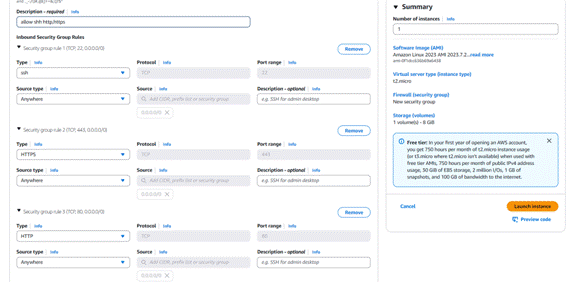 Description - required | Info
allow shh http/https
Inbound Security Group Rules
Security group rule 1 (TCP, 22, 0.0.0.0/0)
Remove
Type | Info
Protocol | Info
Port range | Info
ssh
TCP
22
Source type | Info
Source | Info
Description - optional | Info
Anywhere
Add CIDR, prefix list or security group
e.g. SSH for admin desktop
0.0.0.0/0
Security group rule 2 (TCP, 443, 0.0.0.0/0)
Remove
Type | Info
Protocol | Info
Port range | Info
HTTPS
TCP
443
Source type | Info
Source | Info
Description - optional | Info
Anywhere
Add CIDR, prefix list or security group
e.g. SSH for admin desktop
0.0.0.0/0
Security group rule 3 (TCP, 80, 0.0.0.0/0)
Remove
Type | Info
Protocol | Info
Port range | Info
HTTP
TCP
80
Source type | Info
Source | Info
Description - optional | Info
Anywhere
Add CIDR, prefix list or security group
e.g. SSH for admin desktop
0.0.0.0/0
Summary
Number of instances | Info
1
Software Image (AMI)
Amazon Linux 2023 AMI 2023.7.2...read more
Virtual server type (instance type)
t2.micro
Firewall (security group)
New security group
Storage (volumes)
1 volume(s) - 8 GiB
Free tier: In your first year of opening an AWS account,
you get 750 hours per month of t2.micro instance usage
(or t3.micro where t2.micro isn't available) when used with
free tier AMIs, 750 hours per month of public IPv4 address
usage, 30 GiB of EBS storage, 2 million I/Os, 1 GB of
snapshots, and 100 GB of bandwidth to the internet.
Cancel
Launch instance
Preview code